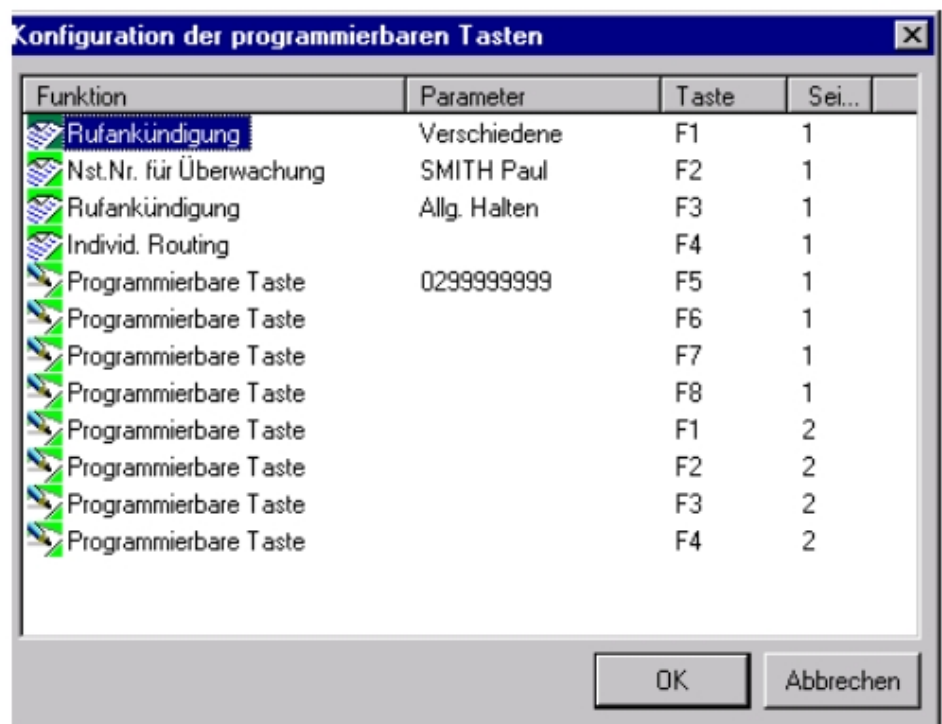 Konfiguration der programmierbaren Tasten
Funktion Parameter Taste Sei...
Rufankündigung Verschiedene F1 1
Nst.Nr. für Überwachung SMITH Paul F2 1
Rufankündigung Allg. Halten F3 1
Individ. Routing F4 1
Programmierbare Taste 0299999999 F5 1
Programmierbare Taste F6 1
Programmierbare Taste F7 1
Programmierbare Taste F8 1
Programmierbare Taste F1 2
Programmierbare Taste F2 2
Programmierbare Taste F3 2
Programmierbare Taste F4 2
OK Abbrechen